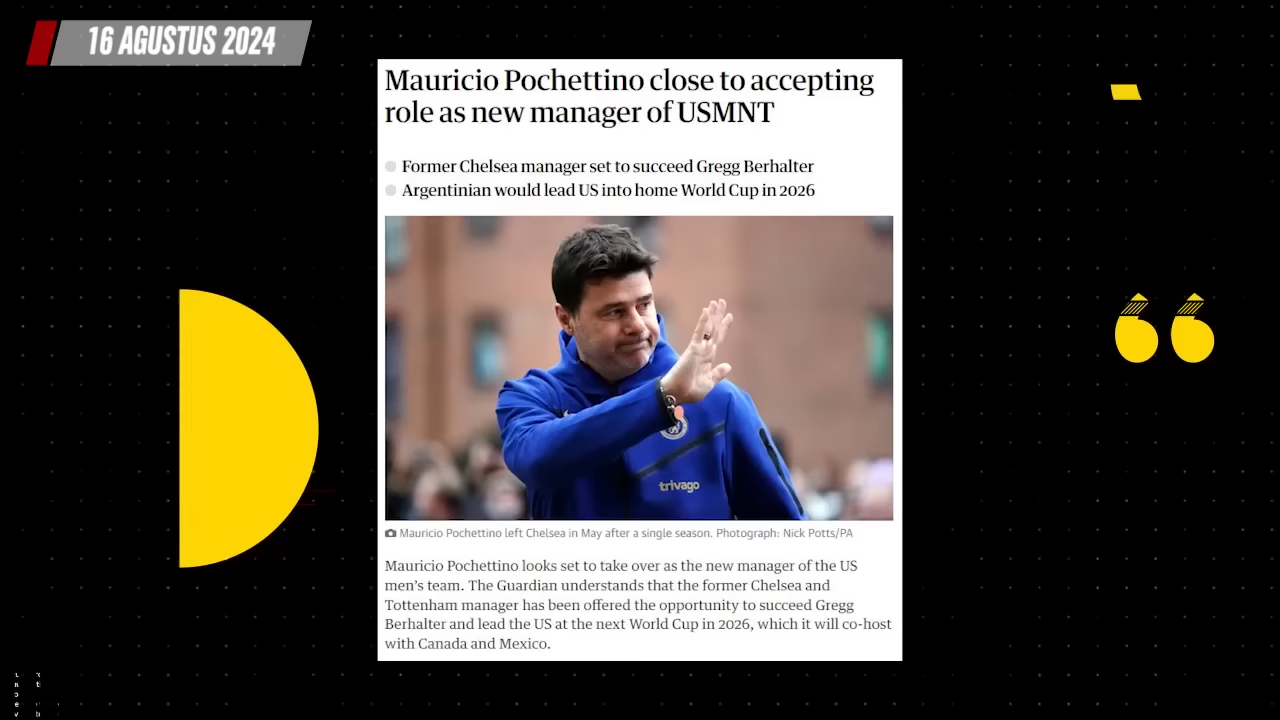 16 AGUSTUS 2024
Mauricio Pochettino close to accepting
role as new manager of USMNT
Former Chelsea manager set to succeed Gregg Berhalter
Argentinian would lead US into home World Cup in 2026
trivago
Mauricio Pochettino left Chelsea in May after a single season. Photograph: Nick Potts/PA
Mauricio Pochettino looks set to take over as the new manager of the US
men’s team. The Guardian understands that the former Chelsea and
Tottenham manager has been offered the opportunity to succeed Gregg
Berhalter and lead the US at the next World Cup in 2026, which it will co-host
with Canada and Mexico.